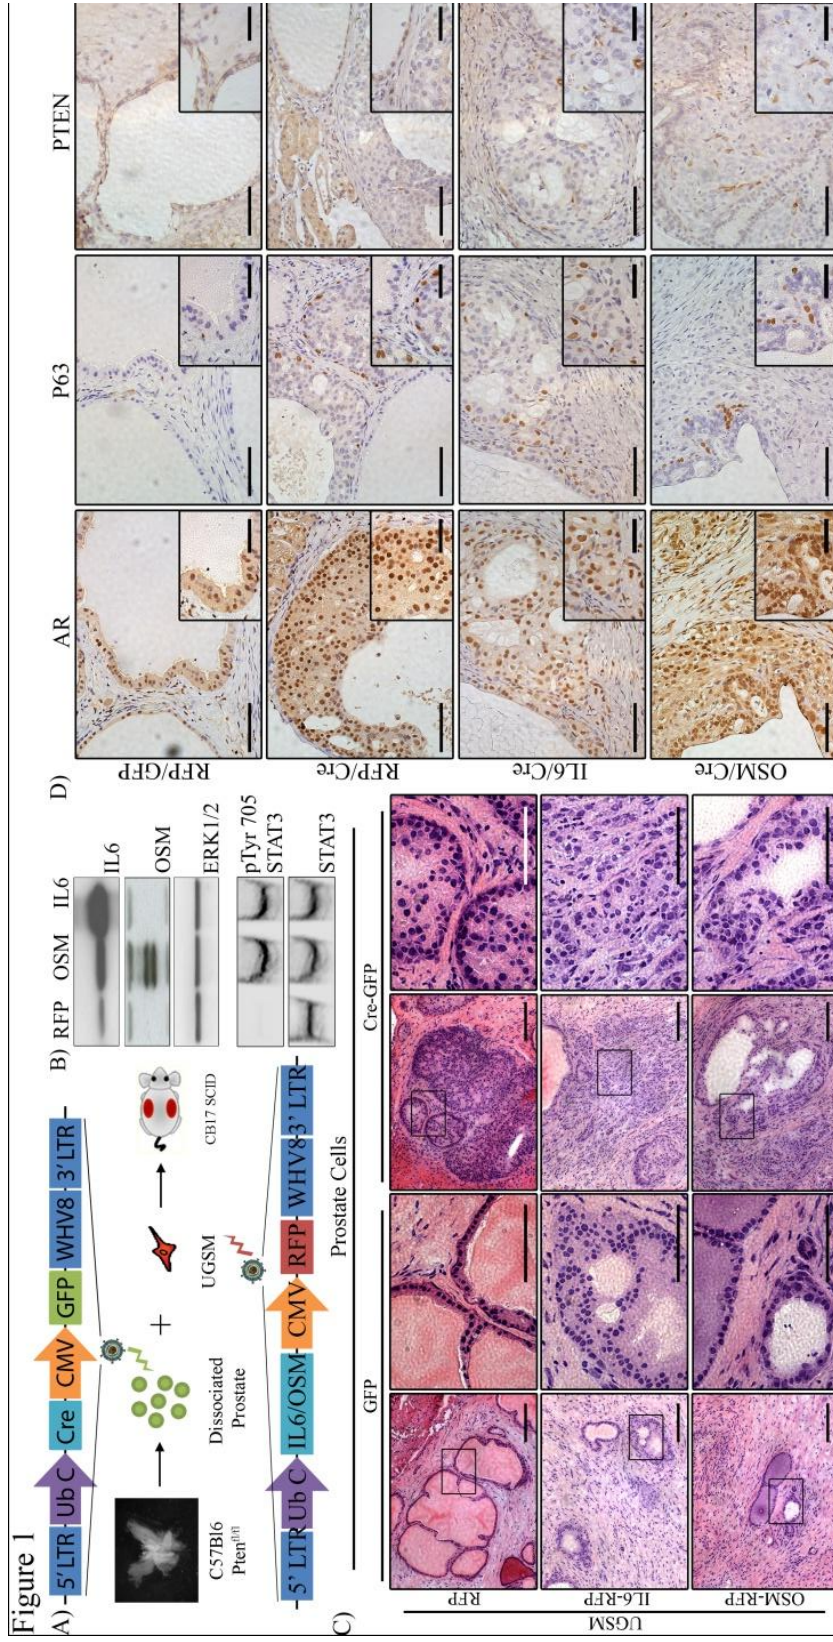 Figure 1
A)
5' LTR Ub C Cre CMV GFP WHV8 3' LTR
C57Bl6
Pten^fl/fl
Dissociated
Prostate
+
UGSM
CB17 SCID
5' LTR Ub C IL6/OSM CMV RFP WHV8 3' LTR
B)
RFP OSM IL6
IL6
OSM
ERK1/2
pTyr 705
STAT3
STAT3
C)
Prostate Cells
GFP Cre-GFP
UGSM
RFP
IL6-RFP
OSM-RFP
D)
AR P63 PTEN
RFP/GFP
RFP/Cre
IL6/Cre
OSM/Cre